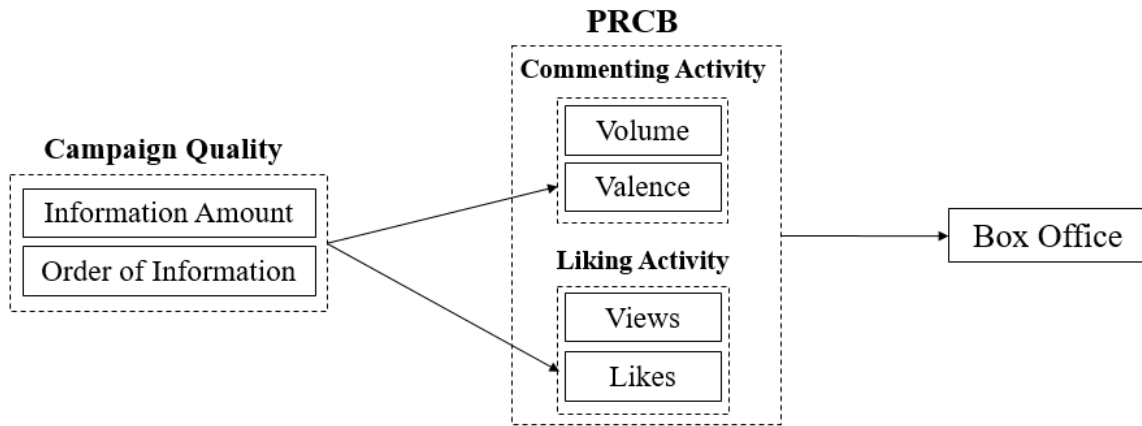 PRCB
Commenting Activity
Volume
Valence
Campaign Quality
Information Amount
Order of Information
Liking Activity
Views
Likes
Box Office